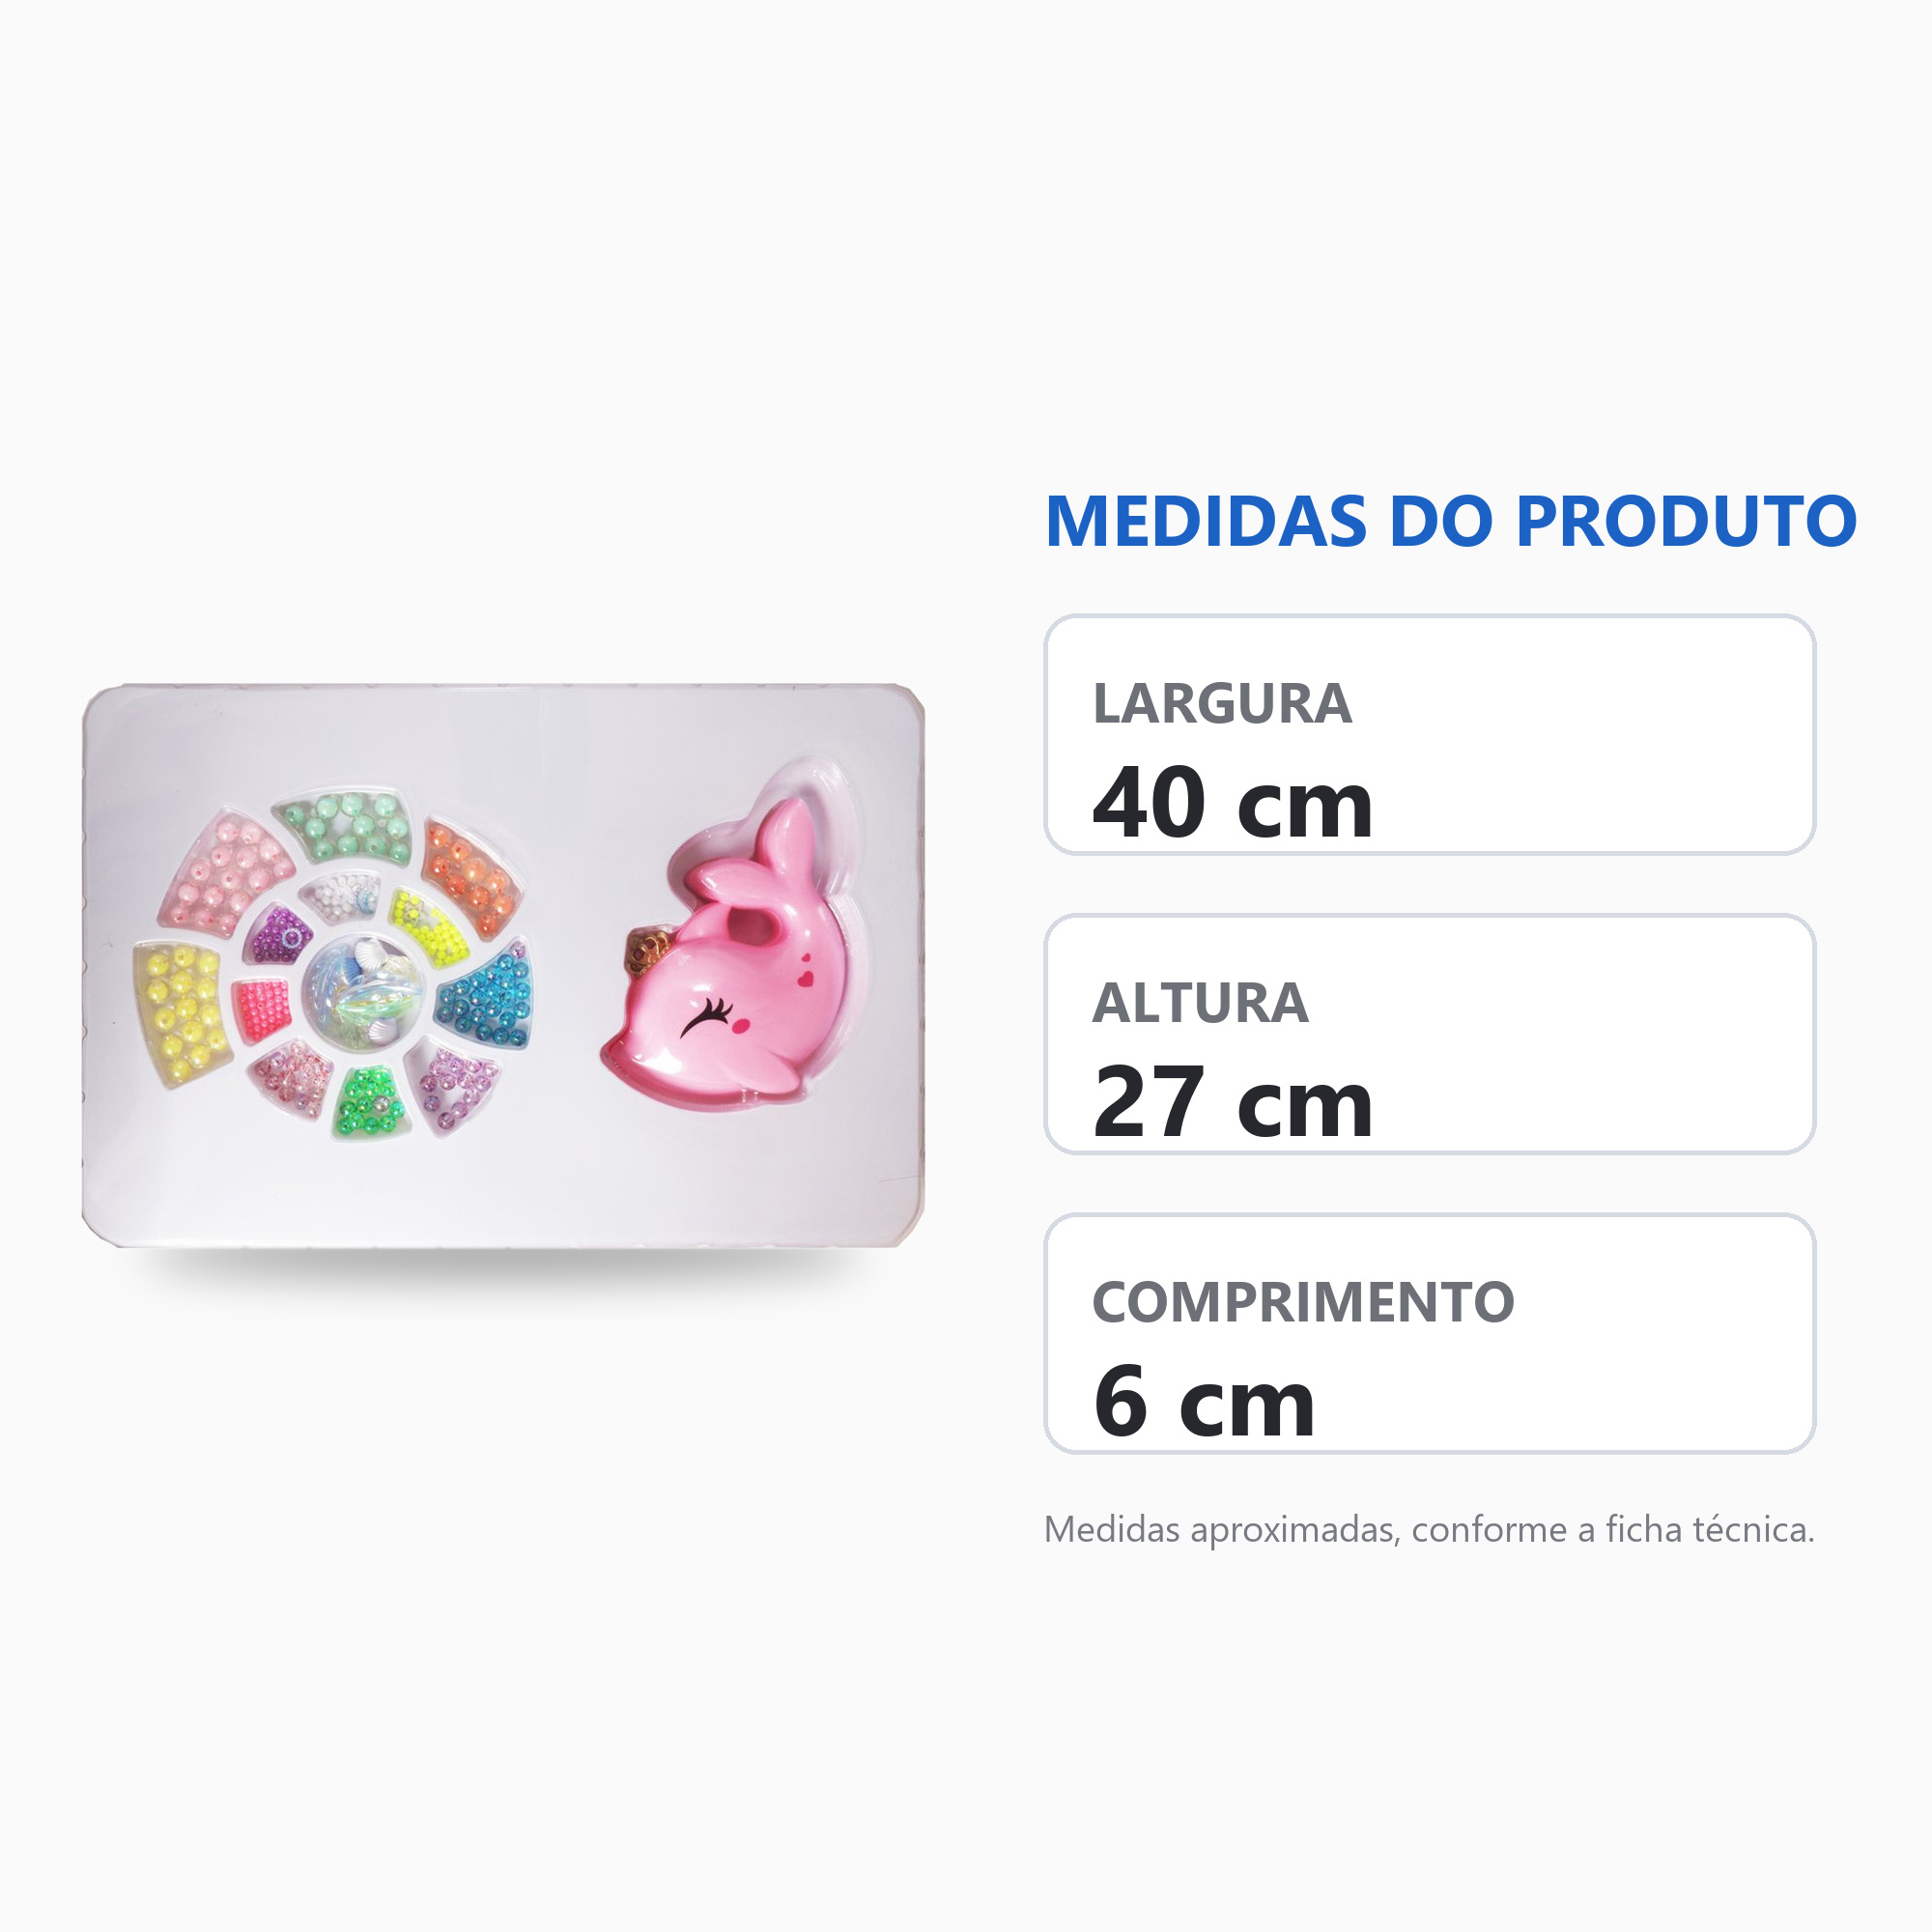 MEDIDAS DO PRODUTO
LARGURA
40 cm
ALTURA
27 cm
COMPRIMENTO
6 cm
Medidas aproximadas, conforme a ficha técnica.